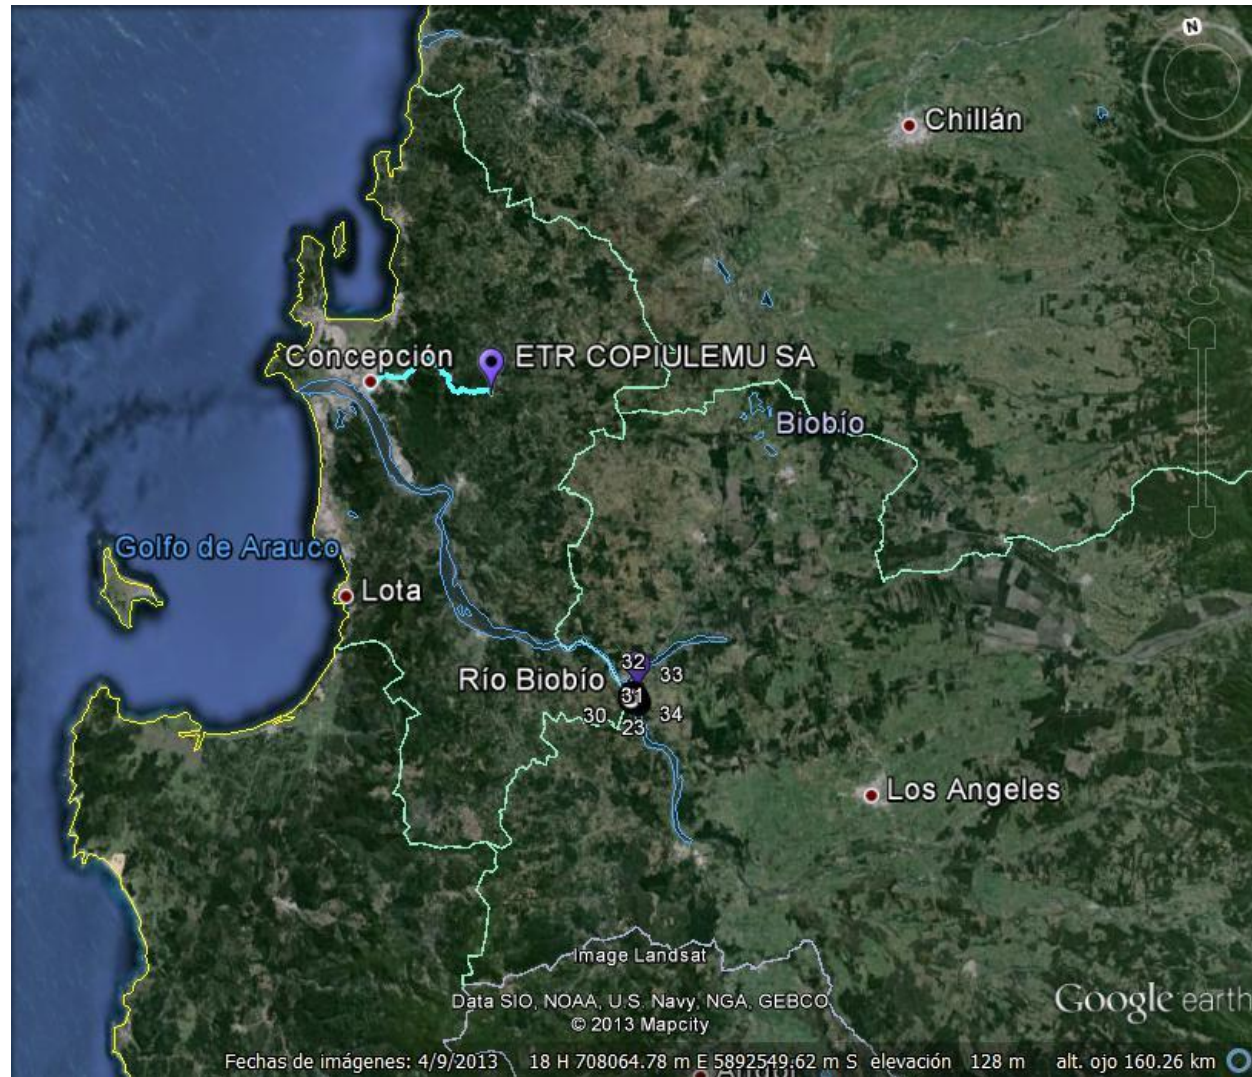 N
Chillán
Concepción
ETR COPIULEMU SA
Biobío
Golfo de Arauco
Lota
Río Biobío
32
33
31
30
34
23
Los Angeles
Image Landsat
Data SIO, NOAA, U.S. Navy, NGA, GEBCO
© 2013 Mapcity
Google earth
Fechas de imágenes: 4/9/2013 18 H 708064.78 m E 5892549.62 m S elevación 128 m alt. ojo 160.26 km